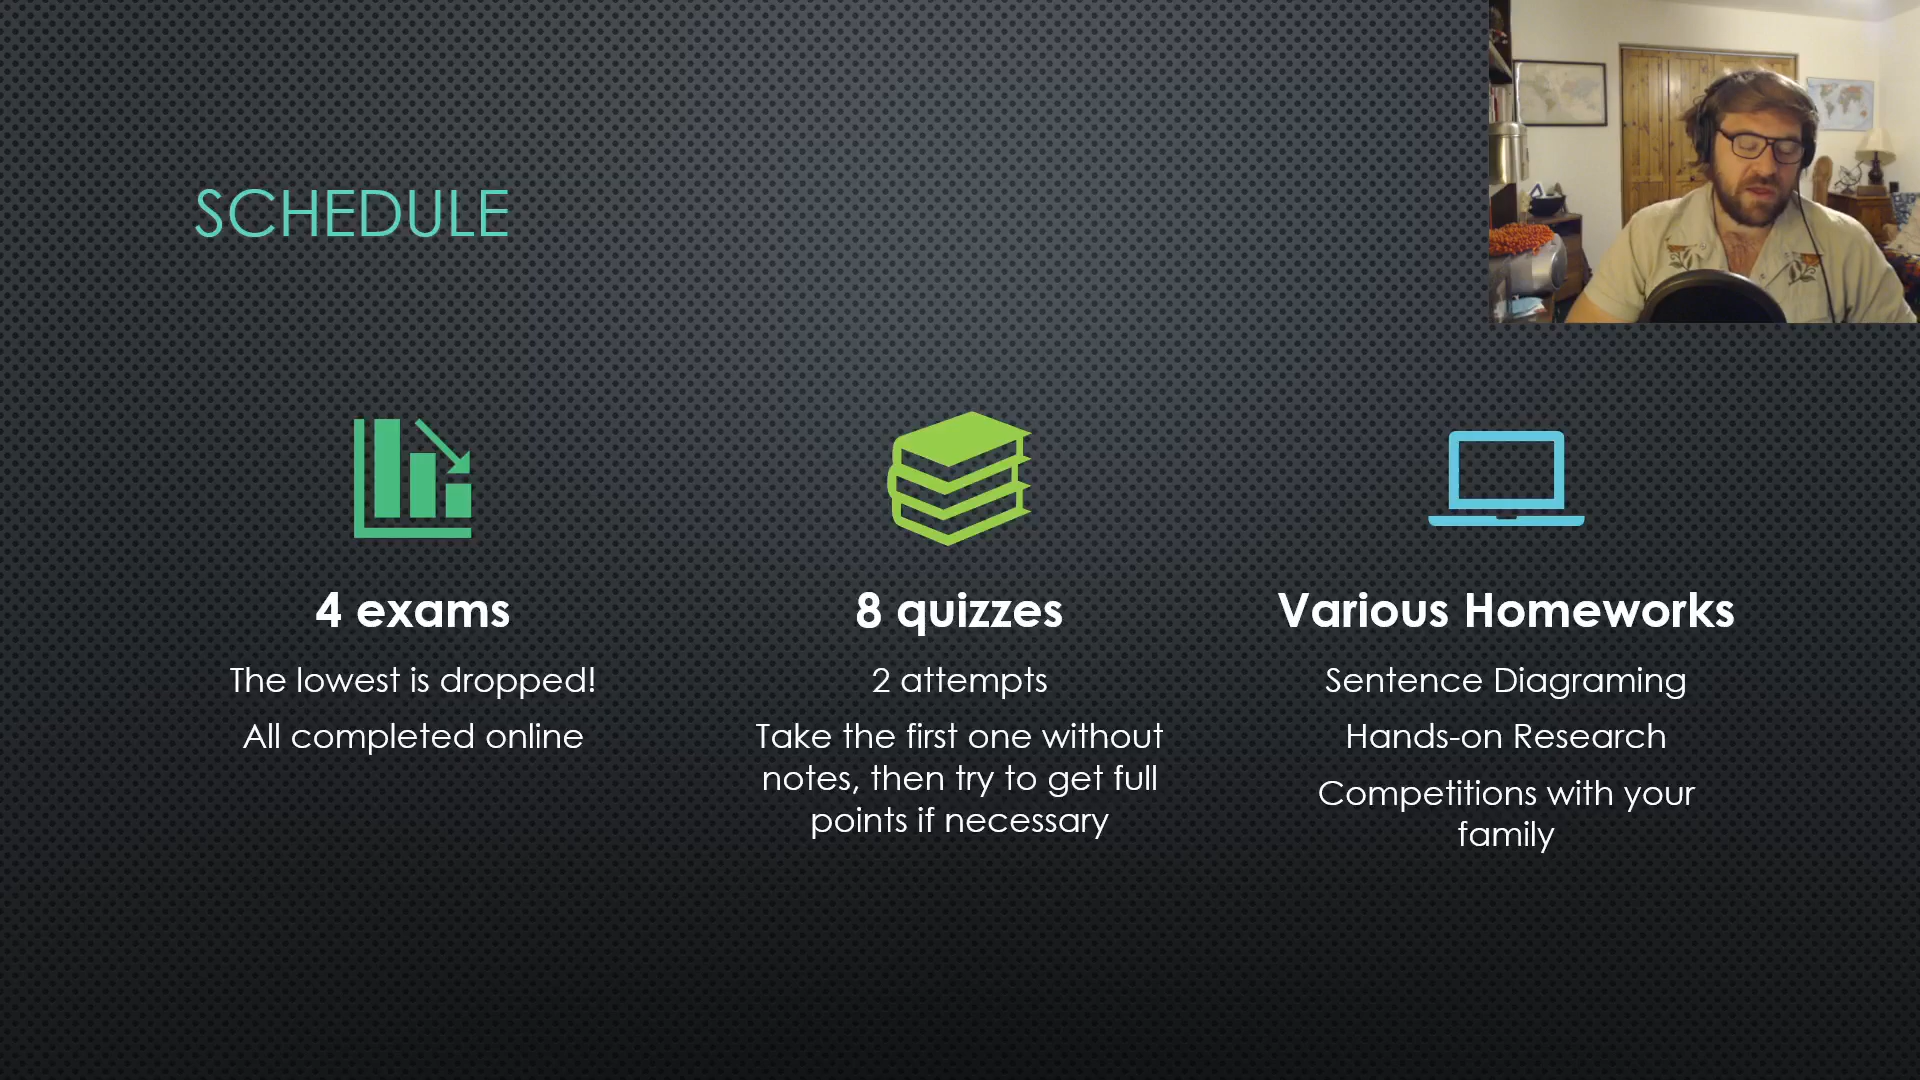 SCHEDULE
4 exams
The lowest is dropped!
All completed online
8 quizzes
2 attempts
Take the first one without
notes, then try to get full
points if necessary
Various Homeworks
Sentence Diagraming
Hands-on Research
Competitions with your
family